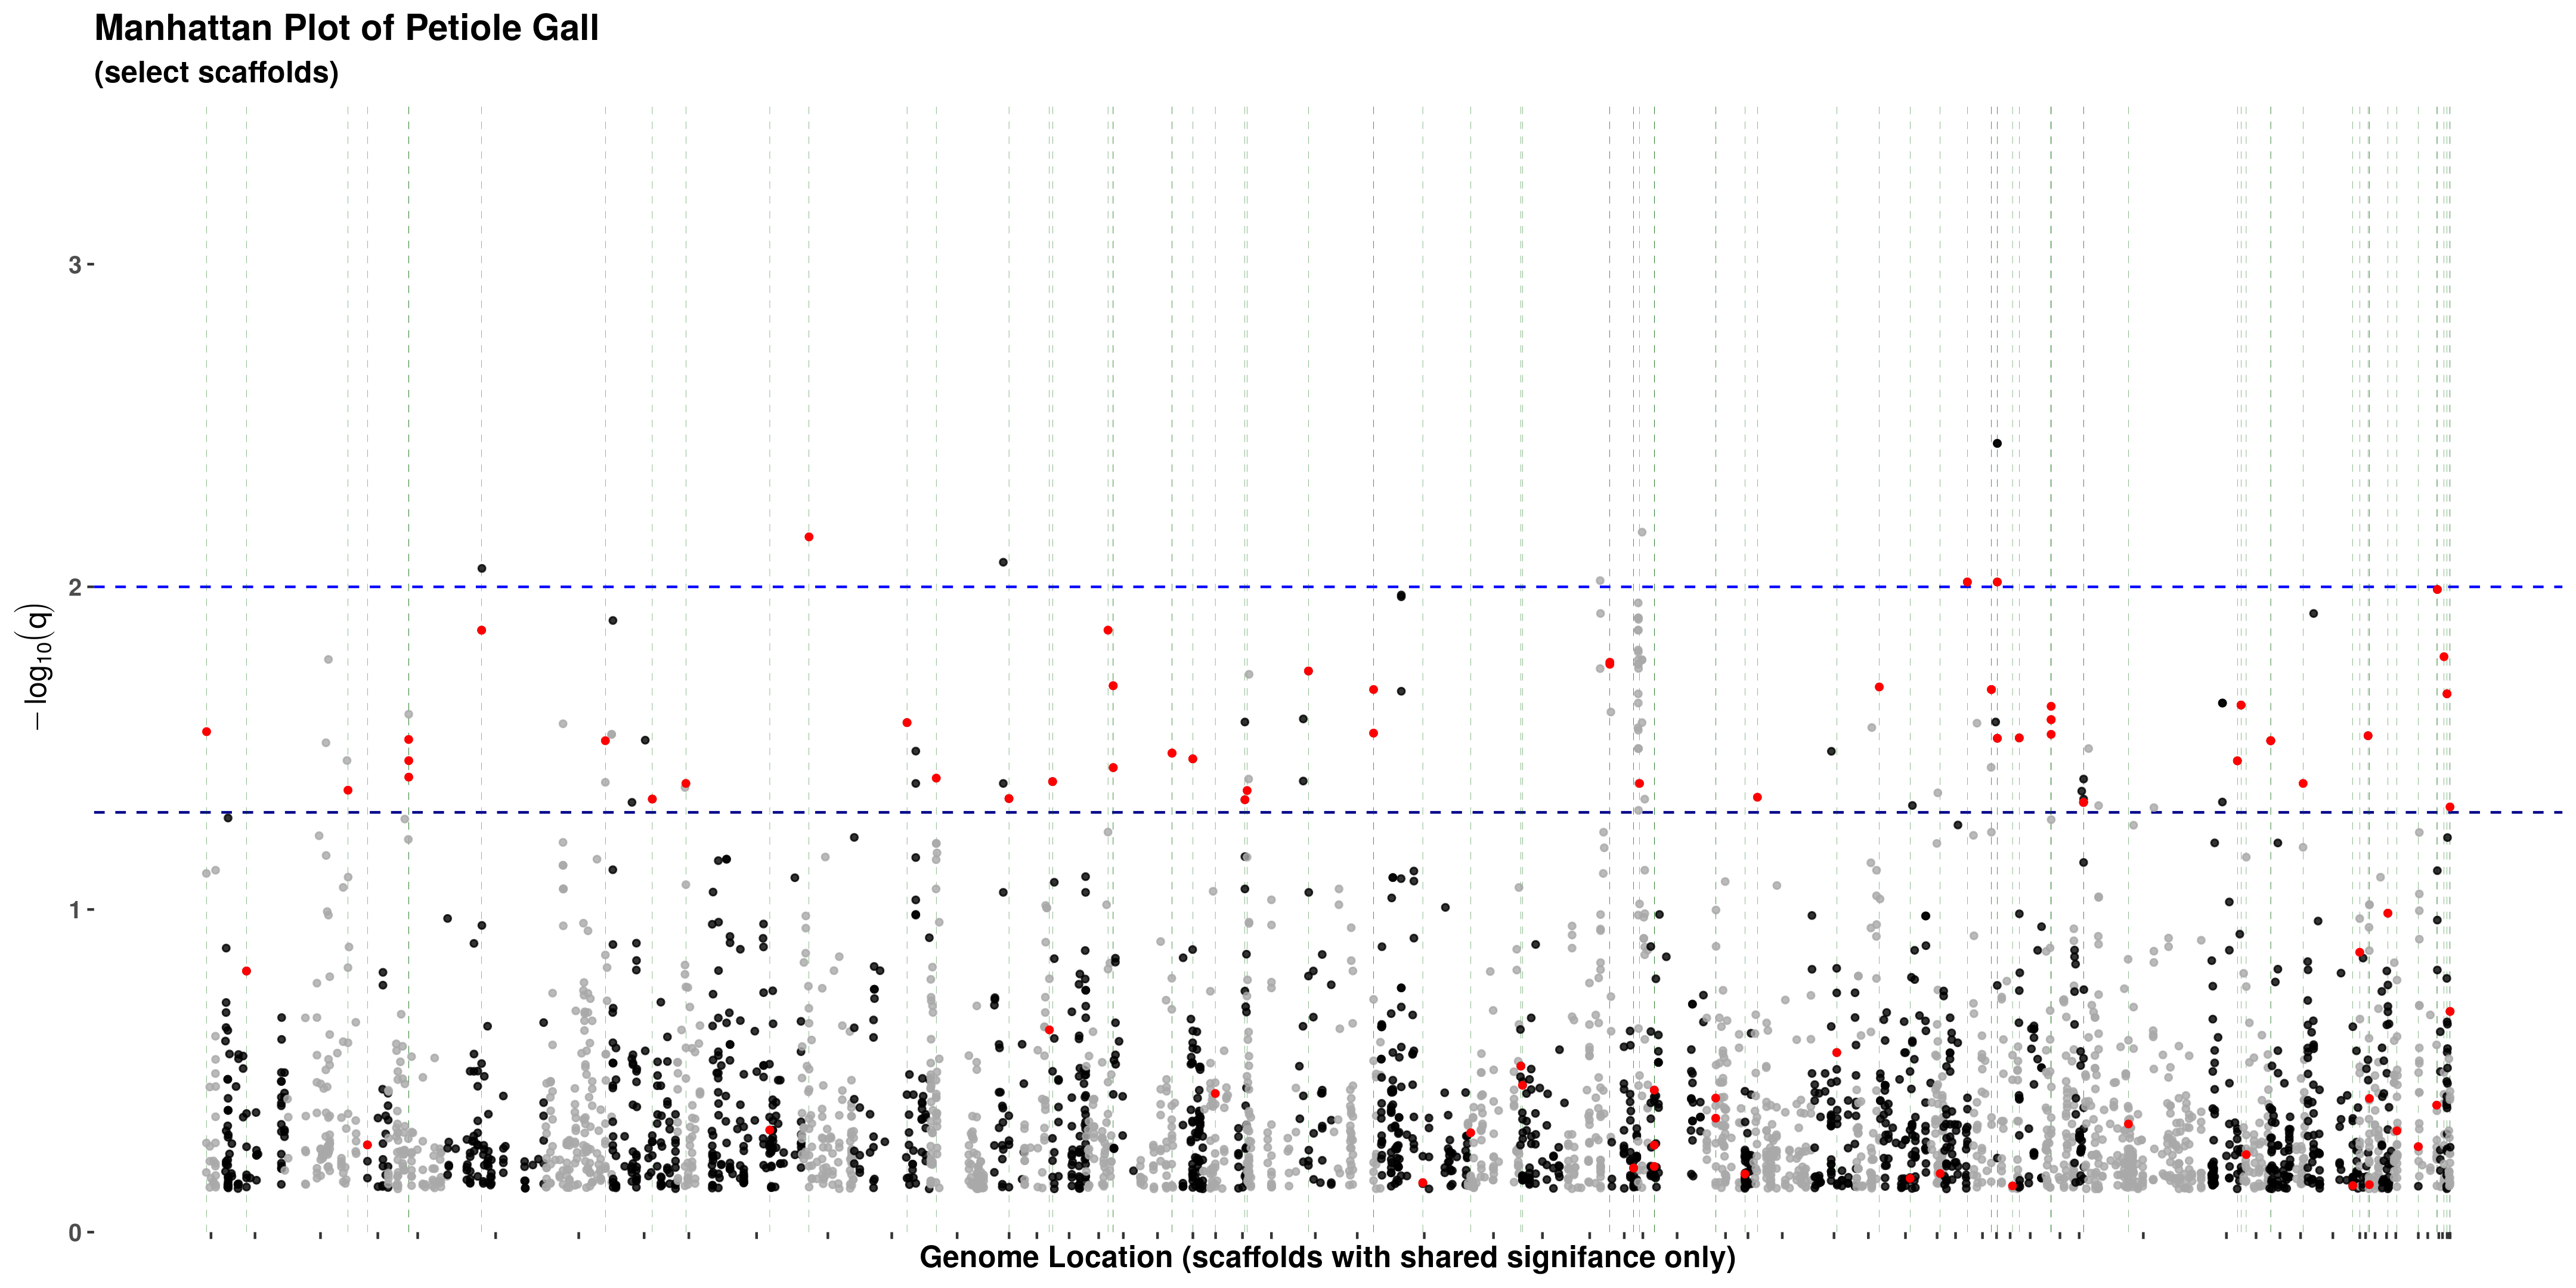 Manhattan Plot of Petiole Gall
(select scaffolds)
3
2
1
0
− log₁₀(q)
Genome Location (scaffolds with shared signifance only)